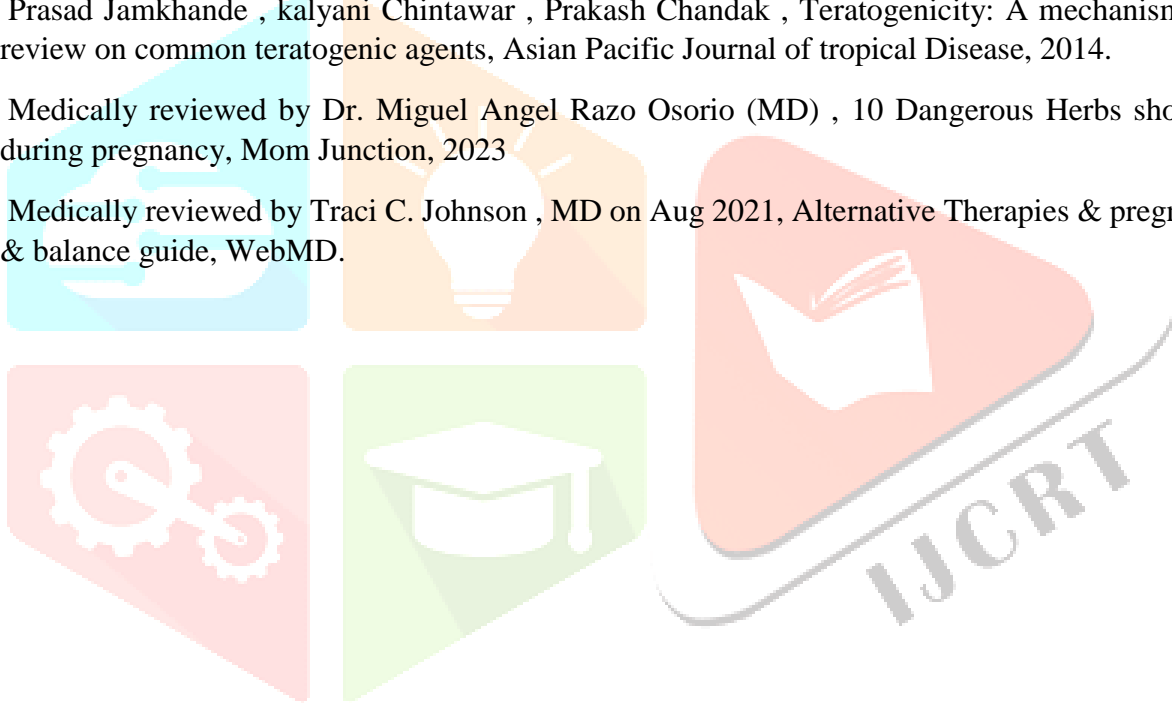 Prasad Jamkhande , kalyani Chintawar , Prakash Chandak , Teratogenicity: A mechanism
review on common teratogenic agents, Asian Pacific Journal of tropical Disease, 2014.
Medically reviewed by Dr. Miguel Angel Razo Osorio (MD) , 10 Dangerous Herbs sho
during pregnancy, Mom Junction, 2023
Medically reviewed by Traci C. Johnson , MD on Aug 2021, Alternative Therapies & pregn
& balance guide, WebMD.
IJCRT